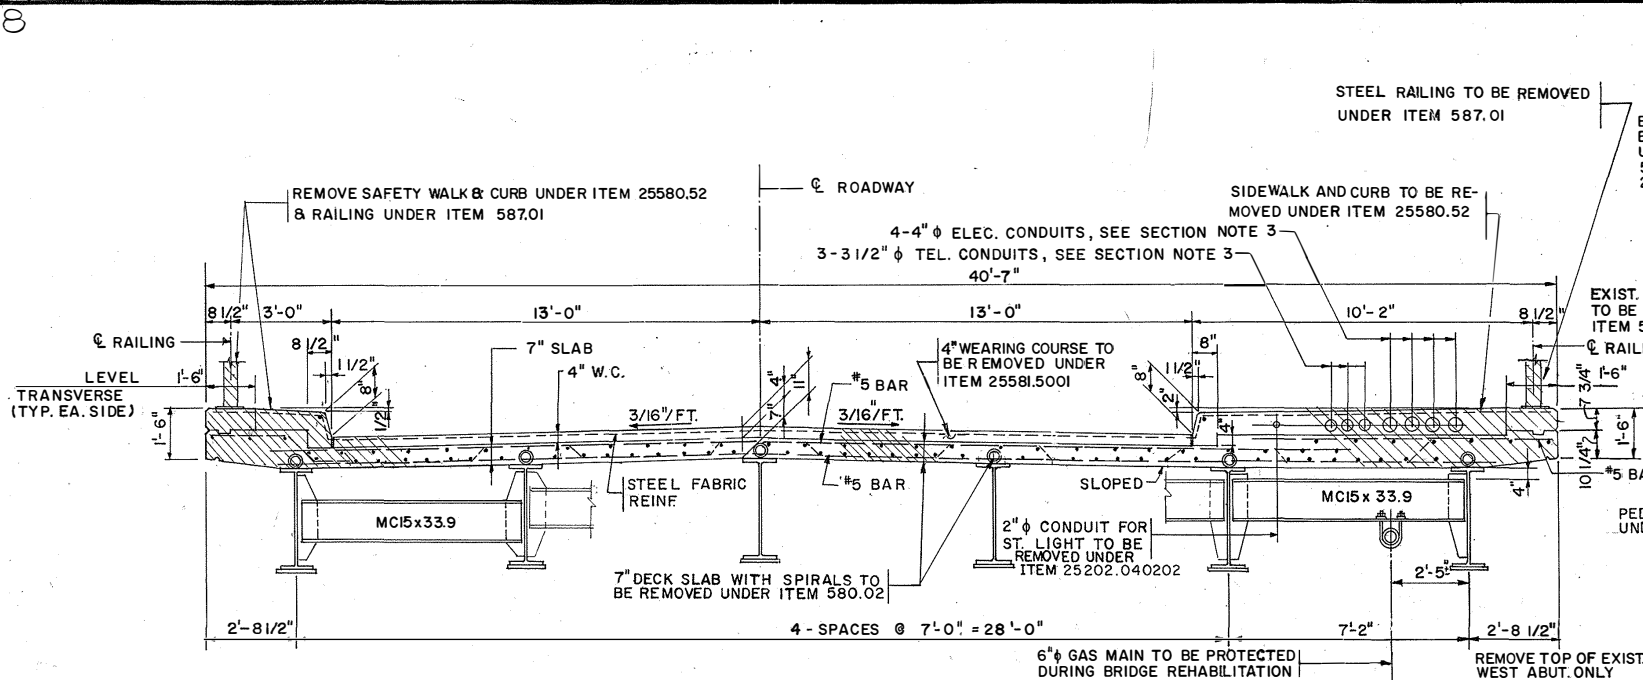 8
STEEL RAILING TO BE REMOVED
UNDER ITEM 587.01
REMOVE SAFETY WALK & CURB UNDER ITEM 25580.52
& RAILING UNDER ITEM 587.01
℄ ROADWAY
SIDEWALK AND CURB TO BE RE-
MOVED UNDER ITEM 25580.52
4-4" ϕ ELEC. CONDUITS, SEE SECTION NOTE 3
3-3 1/2" ϕ TEL. CONDUITS, SEE SECTION NOTE 3
40'-7"
8 1/2" 3'-0" 13'-0" 13'-0" 10'-2" 8 1/2"
EXIST.
TO BE
ITEM 5
℄ RAILING
℄ RAIL
8 1/2" 1 1/2" 8" 1/2"
7" SLAB
4" W.C.
4" 11" 7"
#5 BAR
4" WEARING COURSE TO
BE REMOVED UNDER
ITEM 25581.5001
8" 8" 1 1/2" 2" 4"
LEVEL
TRANSVERSE
(TYP. EA. SIDE)
1'-6"
1'-6"
3/16"/FT.
3/16"/FT.
1'-6"
7 3/4"
1'-6"
10 1/4"
4"
STEEL FABRIC
REINF.
#5 BAR
SLOPED
#5 BA
MC15x33.9
MC15x33.9
PED
UND
2" ϕ CONDUIT FOR
ST. LIGHT TO BE
REMOVED UNDER
ITEM 25202.040202
7" DECK SLAB WITH SPIRALS TO
BE REMOVED UNDER ITEM 580.02
2'-5"±
2'-8 1/2" 4-SPACES @ 7'-0" = 28'-0" 7'-2" 2'-8 1/2"
6" ϕ GAS MAIN TO BE PROTECTED
DURING BRIDGE REHABILITATION
REMOVE TOP OF EXIST.
WEST ABUT. ONLY